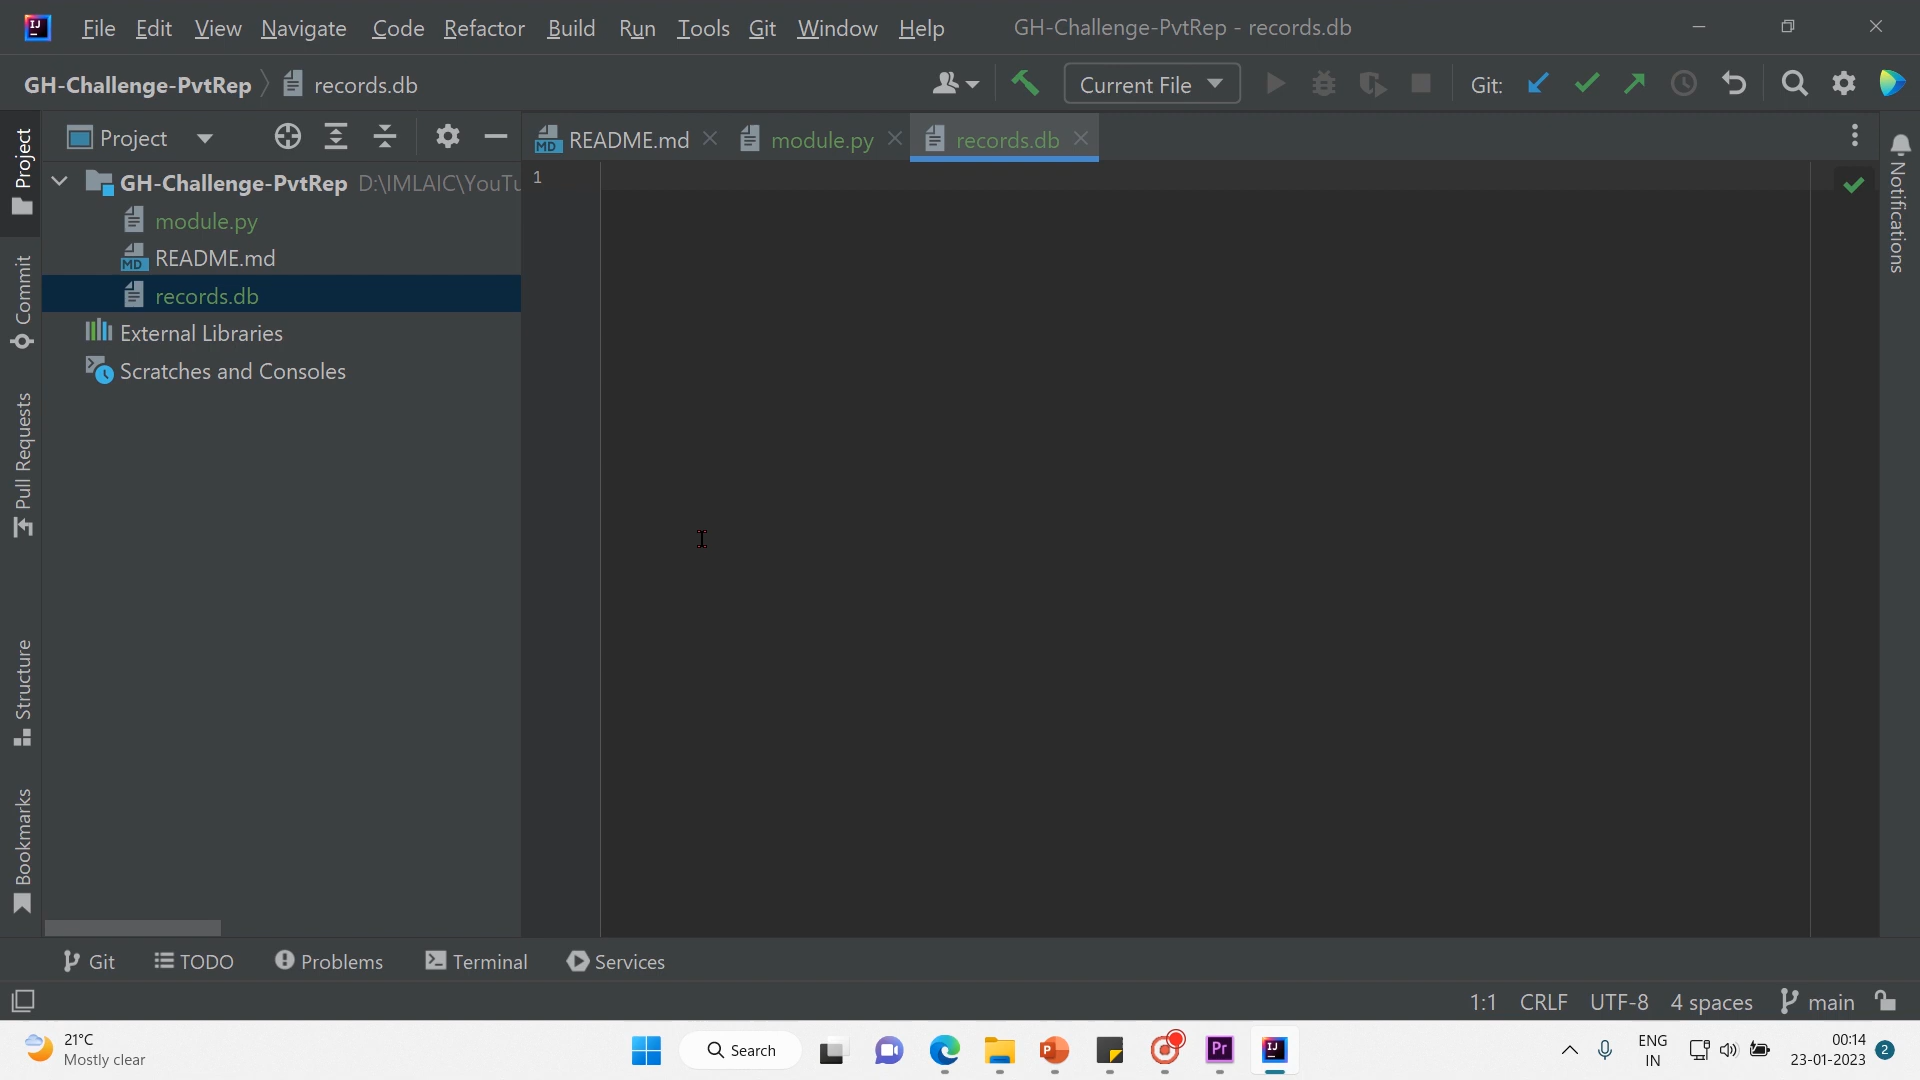 File Edit View Navigate Code Refactor Build Run Tools Git Window Help GH-Challenge-PvtRep - records.db
GH-Challenge-PvtRep records.db Current File Git:
Project README.md module.py records.db
GH-Challenge-PvtRep D:\IMLAIC\YouTu 1
module.py
README.md
records.db
External Libraries
Scratches and Consoles
Project
Commit
Pull Requests
Structure
Bookmarks
Notifications
Git TODO Problems Terminal Services
1:1 CRLF UTF-8 4 spaces main
21°C
Mostly clear
Search
ENG
IN
00:14
23-01-2023
2